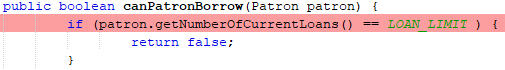 public boolean canPatronBorrow(Patron patron) {
if (patron.getNumberOfCurrentLoans() == LOAN_LIMIT ) {
return false;
}